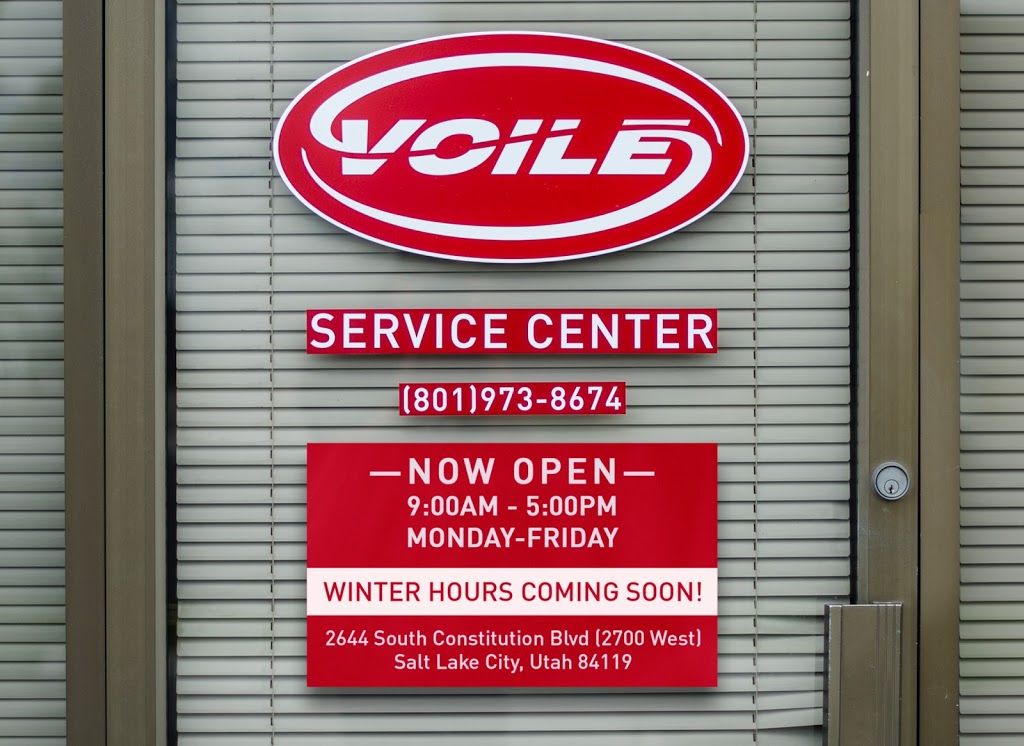 VOILĒ
SERVICE CENTER
(801)973-8674
—NOW OPEN—
9:00AM - 5:00PM
MONDAY-FRIDAY
WINTER HOURS COMING SOON!
2644 South Constitution Blvd (2700 West)
Salt Lake City, Utah 84119